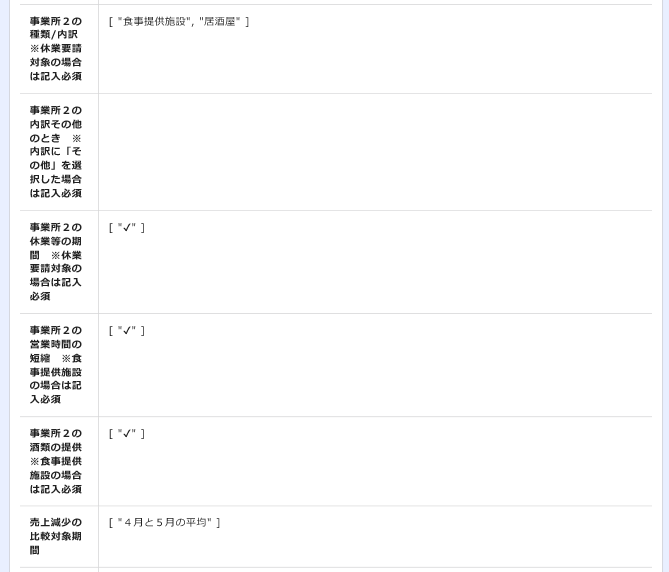 事業所２の
種類/内訳
※休業要請
対象の場合
は記入必須
[ "食事提供施設", "居酒屋" ]
事業所２の
内訳その他
のとき　※
内訳に「そ
の他」を選
択した場合
は記入必須
事業所２の
休業等の期
間　※休業
要請対象の
場合は記入
必須
[ "✓" ]
事業所２の
営業時間の
短縮　※食
事提供施設
の場合は記
入必須
[ "✓" ]
事業所２の
酒類の提供
※食事提供
施設の場合
は記入必須
[ "✓" ]
売上減少の
比較対象期
間
[ "４月と５月の平均" ]